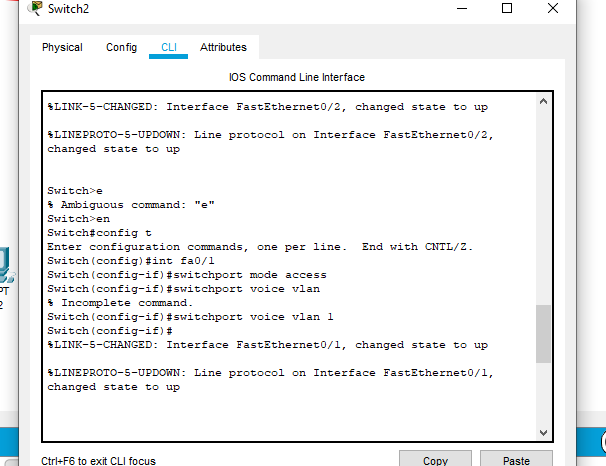 Switch2
Physical Config CLI Attributes
IOS Command Line Interface
%LINK-5-CHANGED: Interface FastEthernet0/2, changed state to up
%LINEPROTO-5-UPDOWN: Line protocol on Interface FastEthernet0/2,
changed state to up
Switch>e
% Ambiguous command: "e"
Switch>en
Switch#config t
Enter configuration commands, one per line.  End with CNTL/Z.
Switch(config)#int fa0/1
Switch(config-if)#switchport mode access
Switch(config-if)#switchport voice vlan
% Incomplete command.
Switch(config-if)#switchport voice vlan 1
Switch(config-if)#
%LINK-5-CHANGED: Interface FastEthernet0/1, changed state to up
%LINEPROTO-5-UPDOWN: Line protocol on Interface FastEthernet0/1,
changed state to up
Ctrl+F6 to exit CLI focus
Copy Paste
PT
2